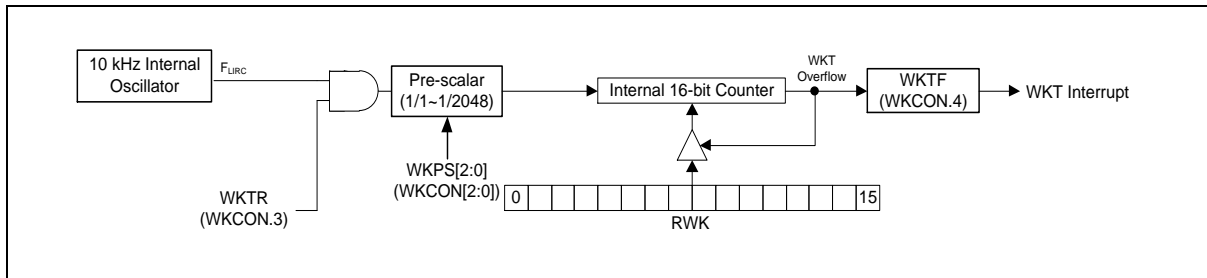 10 kHz Internal
Oscillator
FLIRC
Pre-scalar
(1/1~1/2048)
Internal 16-bit Counter
WKT
Overflow
WKTF
(WKCON.4)
WKT Interrupt
WKPS[2:0]
(WKCON[2:0])
WKTR
(WKCON.3)
0
15
RWK